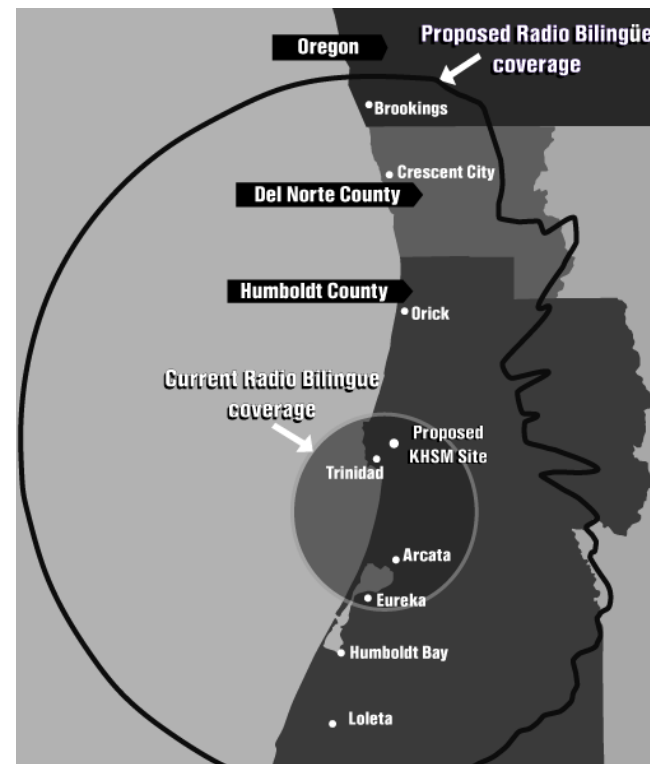 Oregon
Proposed Radio Bilingüe
coverage
Brookings
Crescent City
Del Norte County
Humboldt County
Orick
Current Radio Bilingue
coverage
Proposed
KHSM Site
Trinidad
Arcata
Eureka
Humboldt Bay
Loleta